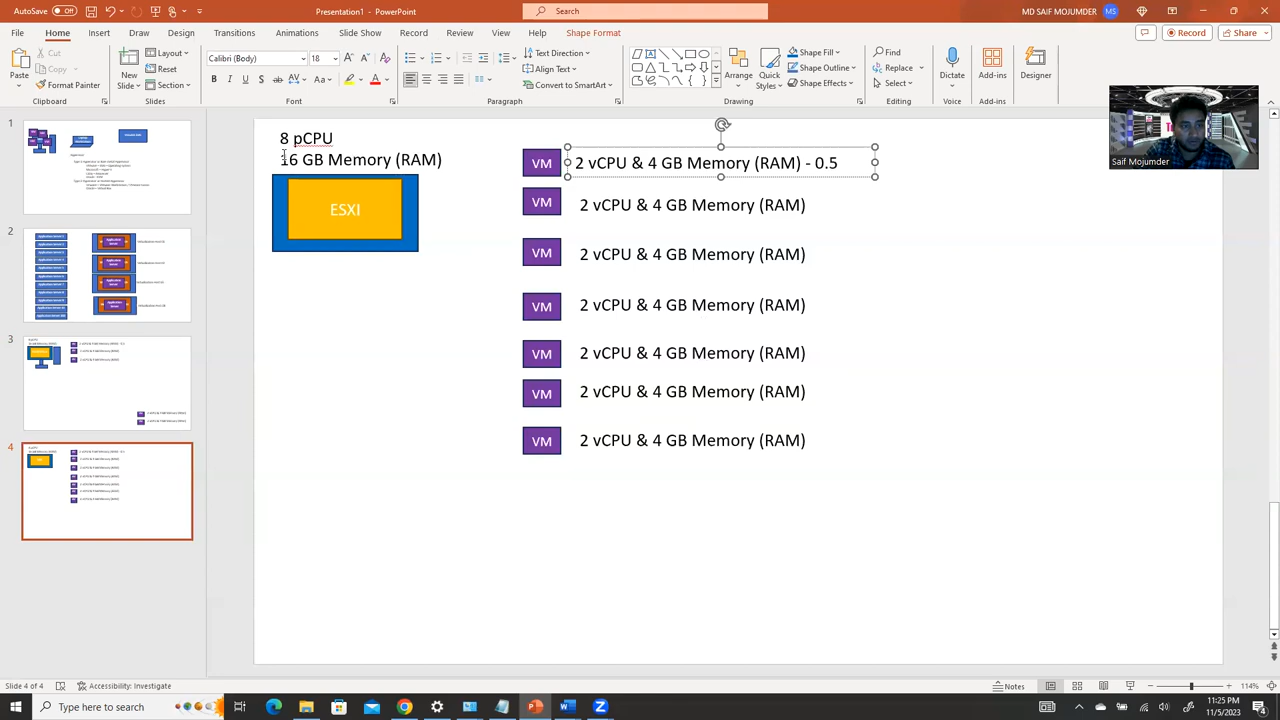 AutoSave
Off
Search
MD SAIF MOJUMDER
MS
File
Home
Insert
Draw
Design
Transitions
Animations
Slide Show
Record
Review
View
Help
Shape Format
Record
Share
Paste
Cut
Copy
Format Painter
Clipboard
New
Slide
Layout
Reset
Section
Slides
Calibri (Body)
18
Font
Text Direction
Align Text
Convert to SmartArt
Paragraph
Arrange
Quick
Styles
Shape Fill
Shape Outline
Shape Effects
Drawing
Find
Replace
Select
Editing
Dictate
Voice
Add-ins
Add-ins
Designer
Saif Mojumder
1
2
3
4
8 pCPU
16 GB Memory (RAM)
ESXI
VM
2 vCPU & 4 GB Memory (RAM) 0.5
VM
2 vCPU & 4 GB Memory (RAM)
VM
2 vCPU & 4 GB Memory (RAM)
VM
2 vCPU & 4 GB Memory (RAM)
VM
2 vCPU & 4 GB Memory (RAM)
VM
2 vCPU & 4 GB Memory (RAM)
VM
2 vCPU & 4 GB Memory (RAM)
Slide 4 of 4
Accessibility: Investigate
Notes
114%
Type here to search
11:25 PM
11/5/2023